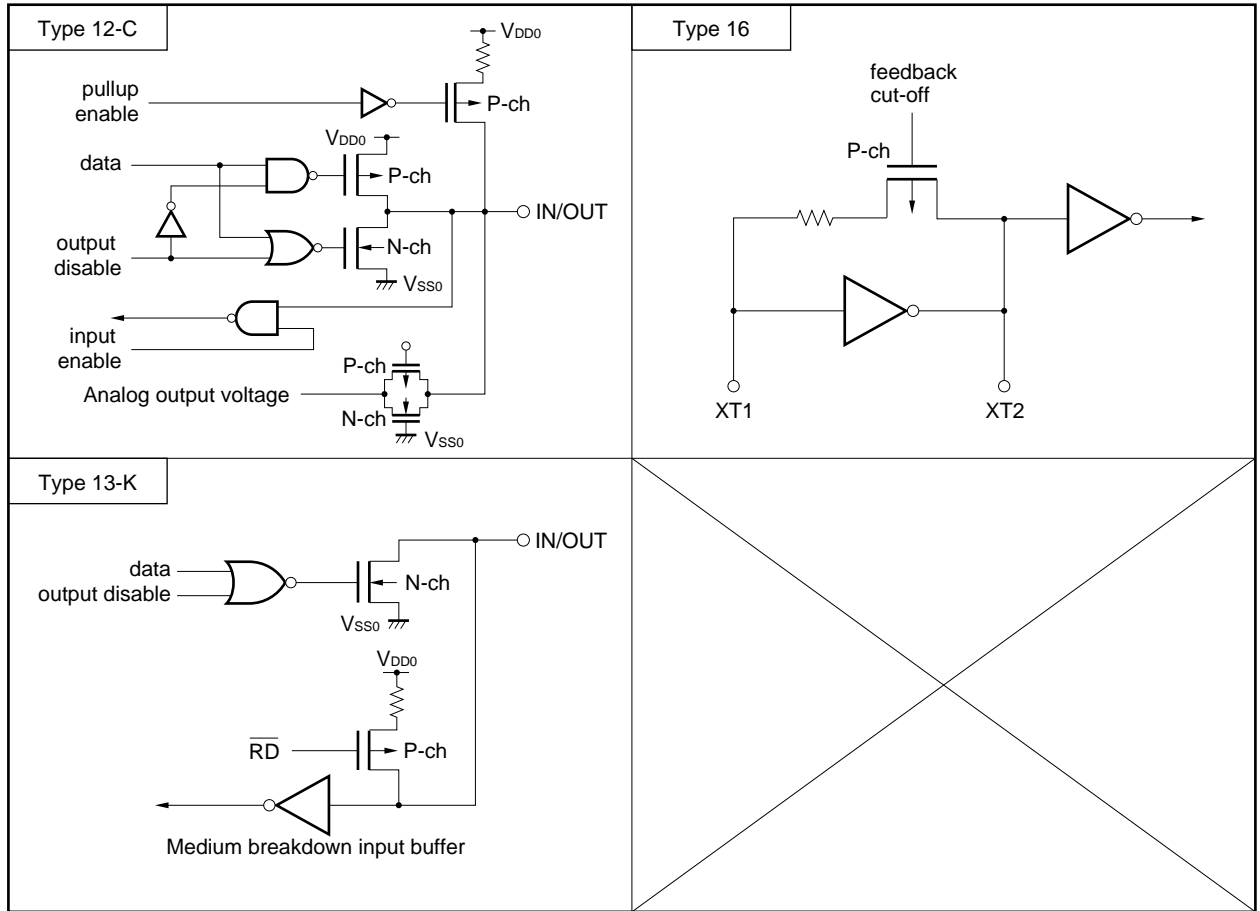 Type 12-C
VDD0
pullup
enable
P-ch
VDD0
data
P-ch
IN/OUT
output
disable
N-ch
VSS0
input
enable
P-ch
Analog output voltage
N-ch
VSS0
Type 16
feedback
cut-off
P-ch
XT1
XT2
Type 13-K
IN/OUT
data
output disable
N-ch
VSS0
VDD0
RD
P-ch
Medium breakdown input buffer